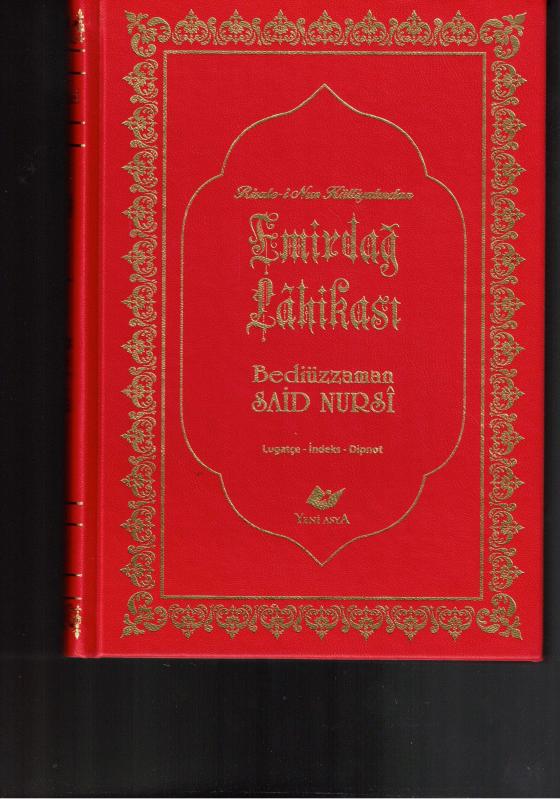 Risale-i Nur Külliyatından
Emirdağ
Lâhikası
Bediüzzaman
SAİD NURSÎ
Lugatçe - İndeks - Dipnot
YENİ ASYA